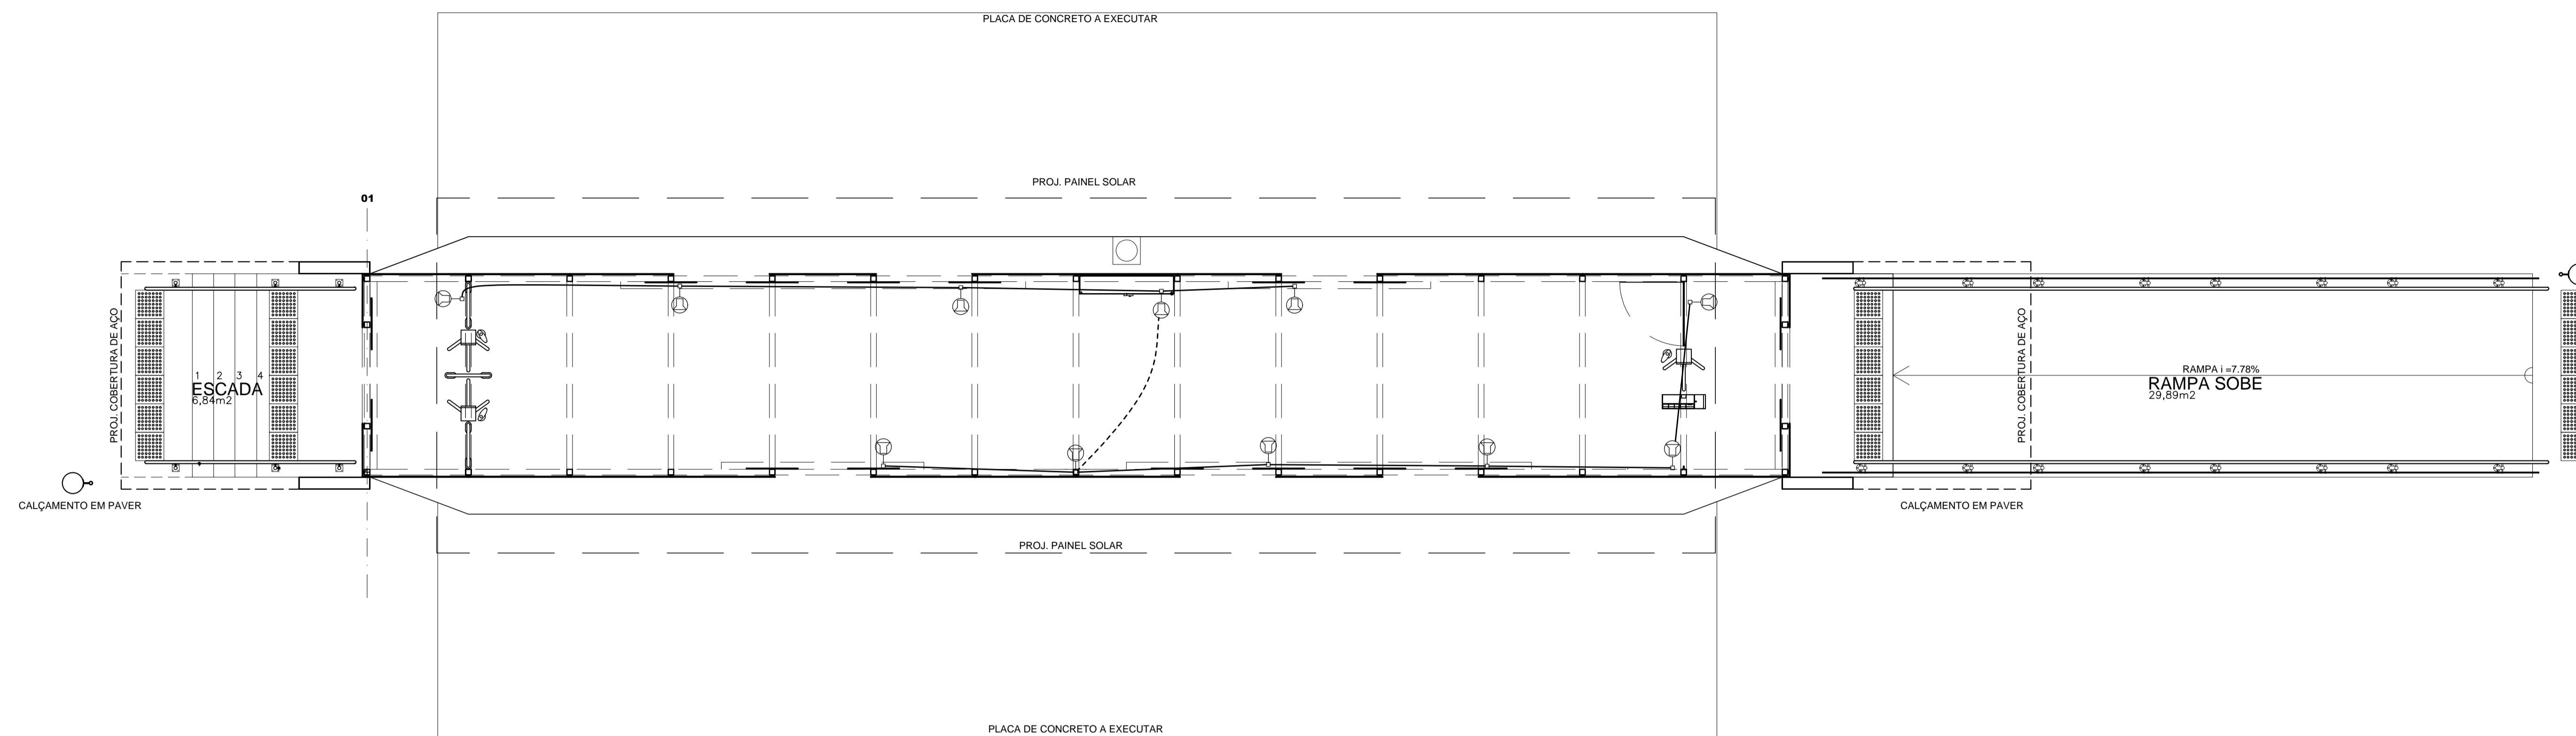 PLACA DE CONCRETO A EXECUTAR
PROJ. PAINEL SOLAR
01
PROJ. COBERTURA DE AÇO
1 2 3 4
ESCADA
6,84m2
CALÇAMENTO EM PAVER
PROJ. COBERTURA DE AÇO
RAMPA i =7.78%
RAMPA SOBE
29,89m2
CALÇAMENTO EM PAVER
PROJ. PAINEL SOLAR
PLACA DE CONCRETO A EXECUTAR